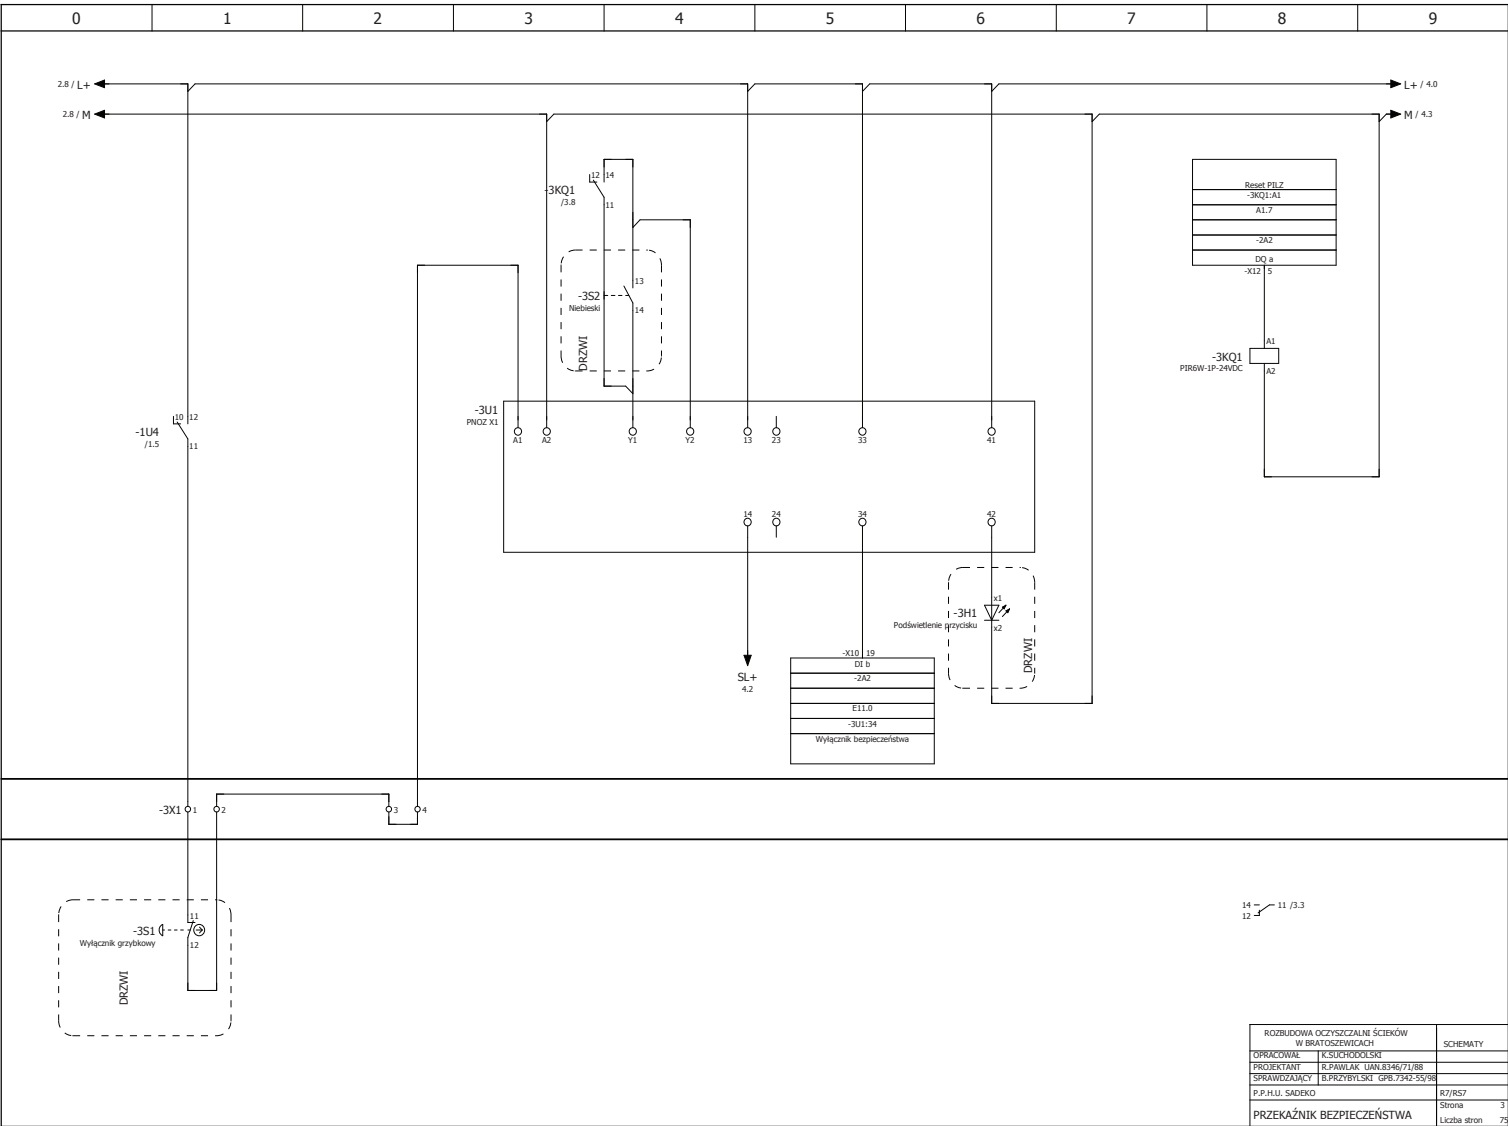 0 1 2 3 4 5 6 7 8 9
2.8 / L+
L+ / 4.0
2.8 / M
M / 4.3
-3KQ1
/3.8
12 14
11
-3S2
Niebieski
13
14
DRZWI
Reset PILZ
-3KQ1:A1
A1.7
-2A2
DQ a
-X12 5
-3KQ1
PIR6W-1P-24VDC
A1
A2
-1U4
/1.5
10 12
11
-3U1
PNOZ X1
A1 A2 Y1 Y2 13 23 33 41
14 24 34 42
-3H1
Podświetlenie przycisku
x1
x2
DRZWI
SL+
4.2
-X10 19
DI b
-2A2
E11.0
-3U1:34
Wyłącznik bezpieczeństwa
-3X1 1 2 3 4
-3S1
Wyłącznik grzybkowy
11
12
DRZWI
14 11 /3.3
12
ROZBUDOWA OCZYSZCZALNI ŚCIEKÓW
W BRATOSZEWICACH
SCHEMATY
OPRACOWAŁ K.SUCHODOLSKI
PROJEKTANT R.PAWLAK UAN.8346/71/88
SPRAWDZAJĄCY B.PRZYBYLSKI GPB.7342-55/98
P.P.H.U. SADEKO R7/RS7
PRZEKAŹNIK BEZPIECZEŃSTWA
Strona 3
Liczba stron 75